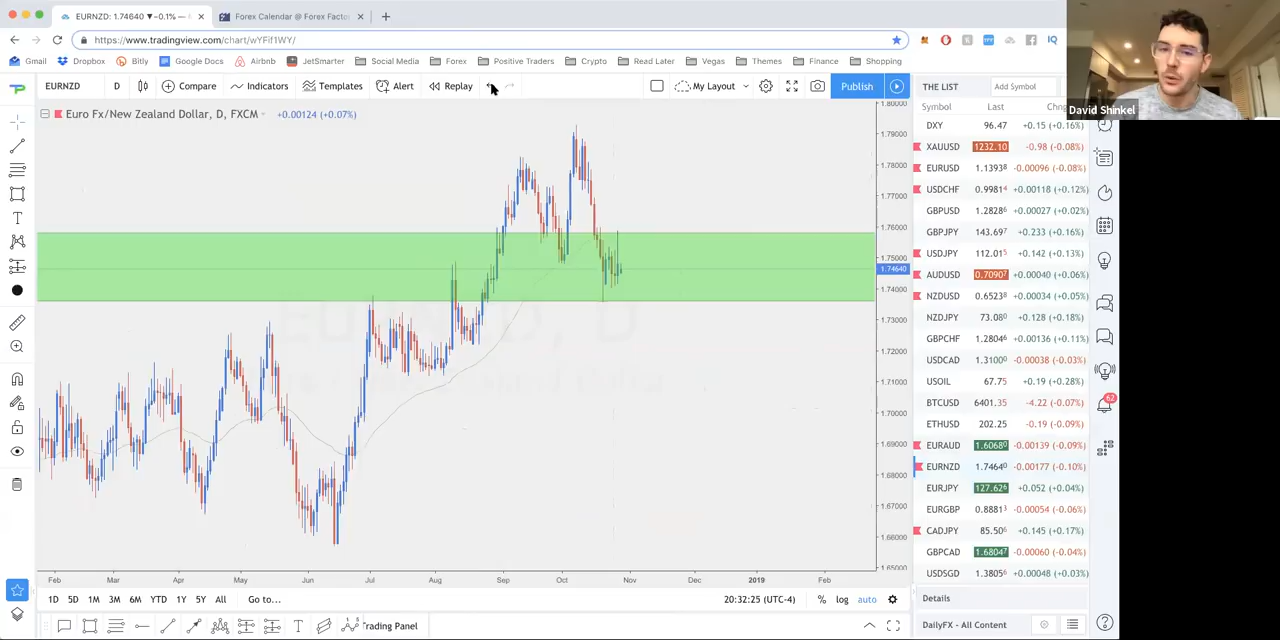 EURNZD: 1.74640 ▼−0.1% —
Forex Calendar @ Forex Facto
https://www.tradingview.com/chart/wYFif1WY/
Gmail
Dropbox
Bitly
Google Docs
Airbnb
JetSmarter
Social Media
Forex
Positive Traders
Crypto
Read Later
Vegas
Themes
Finance
Shopping
David Shinkel
EURNZD
D
Compare
Indicators
Templates
Alert
Replay
My Layout
Publish
THE LIST
Add Symbol
Euro Fx/New Zealand Dollar, D, FXCM
+0.00124 (+0.07%)
Symbol Last Chng
DXY 96.47 +0.15 (+0.16%)
XAUUSD 1232.10 -0.98 (-0.08%)
EURUSD 1.13938 -0.00096 (-0.08%)
USDCHF 0.99814 +0.00118 (+0.12%)
GBPUSD 1.28286 +0.00027 (+0.02%)
GBPJPY 143.697 +0.233 (+0.16%)
USDJPY 112.015 +0.142 (+0.13%)
AUDUSD 0.70907 +0.00040 (+0.06%)
NZDUSD 0.65238 +0.00034 (+0.05%)
NZDJPY 73.080 +0.128 (+0.18%)
GBPCHF 1.28046 +0.00136 (+0.11%)
USDCAD 1.31000 -0.00038 (-0.03%)
USOIL 67.75 +0.19 (+0.28%)
BTCUSD 6401.35 -4.22 (-0.07%)
ETHUSD 202.25 -0.19 (-0.09%)
EURAUD 1.60680 -0.00139 (-0.09%)
EURNZD 1.74640 -0.00177 (-0.10%)
EURJPY 127.626 +0.052 (+0.04%)
EURGBP 0.88813 -0.00054 (-0.06%)
CADJPY 85.506 +0.145 (+0.17%)
GBPCAD 1.68047 -0.00060 (-0.04%)
USDSGD 1.38056 +0.00048 (+0.03%)
62
1.80000
1.79000
1.78000
1.77000
1.76000
1.75000
1.74640
1.74000
1.73000
1.72000
1.71000
1.70000
1.69000
1.68000
1.67000
1.66000
1.65000
EURNZD, D
Feb Mar Apr May Jun Jul Aug Sep Oct Nov Dec 2019 Feb
1D 5D 1M 3M 6M YTD 1Y 5Y All Go to...
20:32:25 (UTC-4) % log auto
Details
Trading Panel
DailyFX - All Content